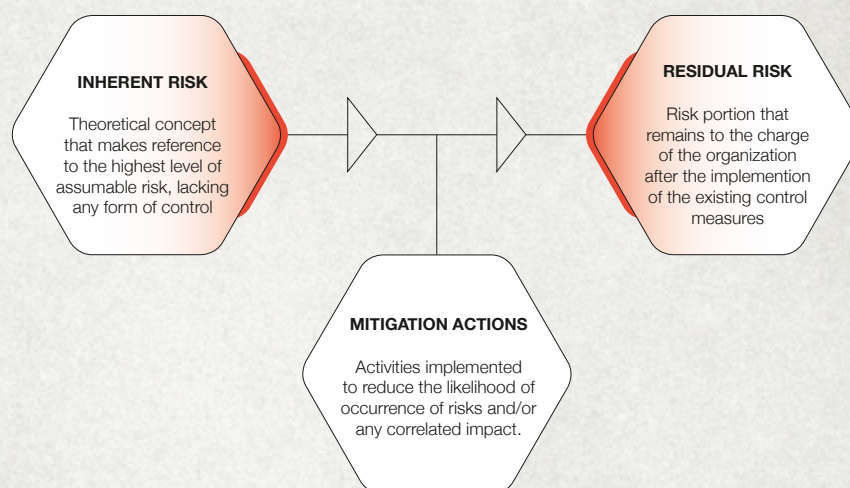 INHERENT RISK
Theoretical concept
that makes reference
to the highest level of
assumable risk, lacking
any form of control
RESIDUAL RISK
Risk portion that
remains to the charge
of the organization
after the implemention
of the existing control
measures
MITIGATION ACTIONS
Activities implemented
to reduce the likelihood of
occurrence of risks and/or
any correlated impact.